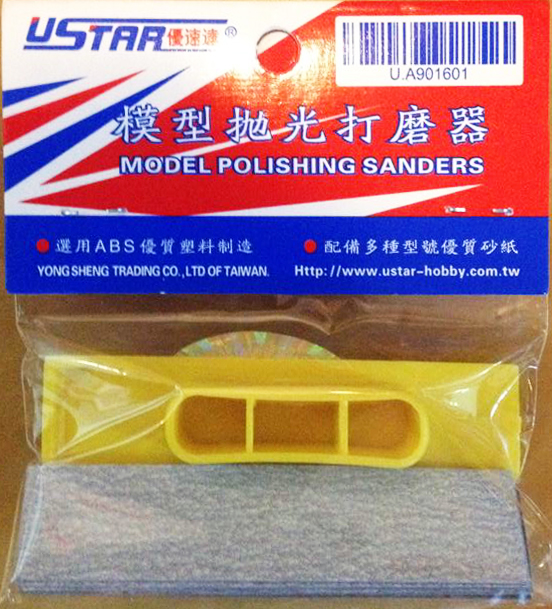 USTAR優速達®
U.A901601
模型拋光打磨器
MODEL POLISHING SANDERS
選用ABS優質塑料制造
配備多種型號優質砂紙
YONG SHENG TRADING CO.,LTD OF TAIWAN.
Http://www.ustar-hobby.com.tw